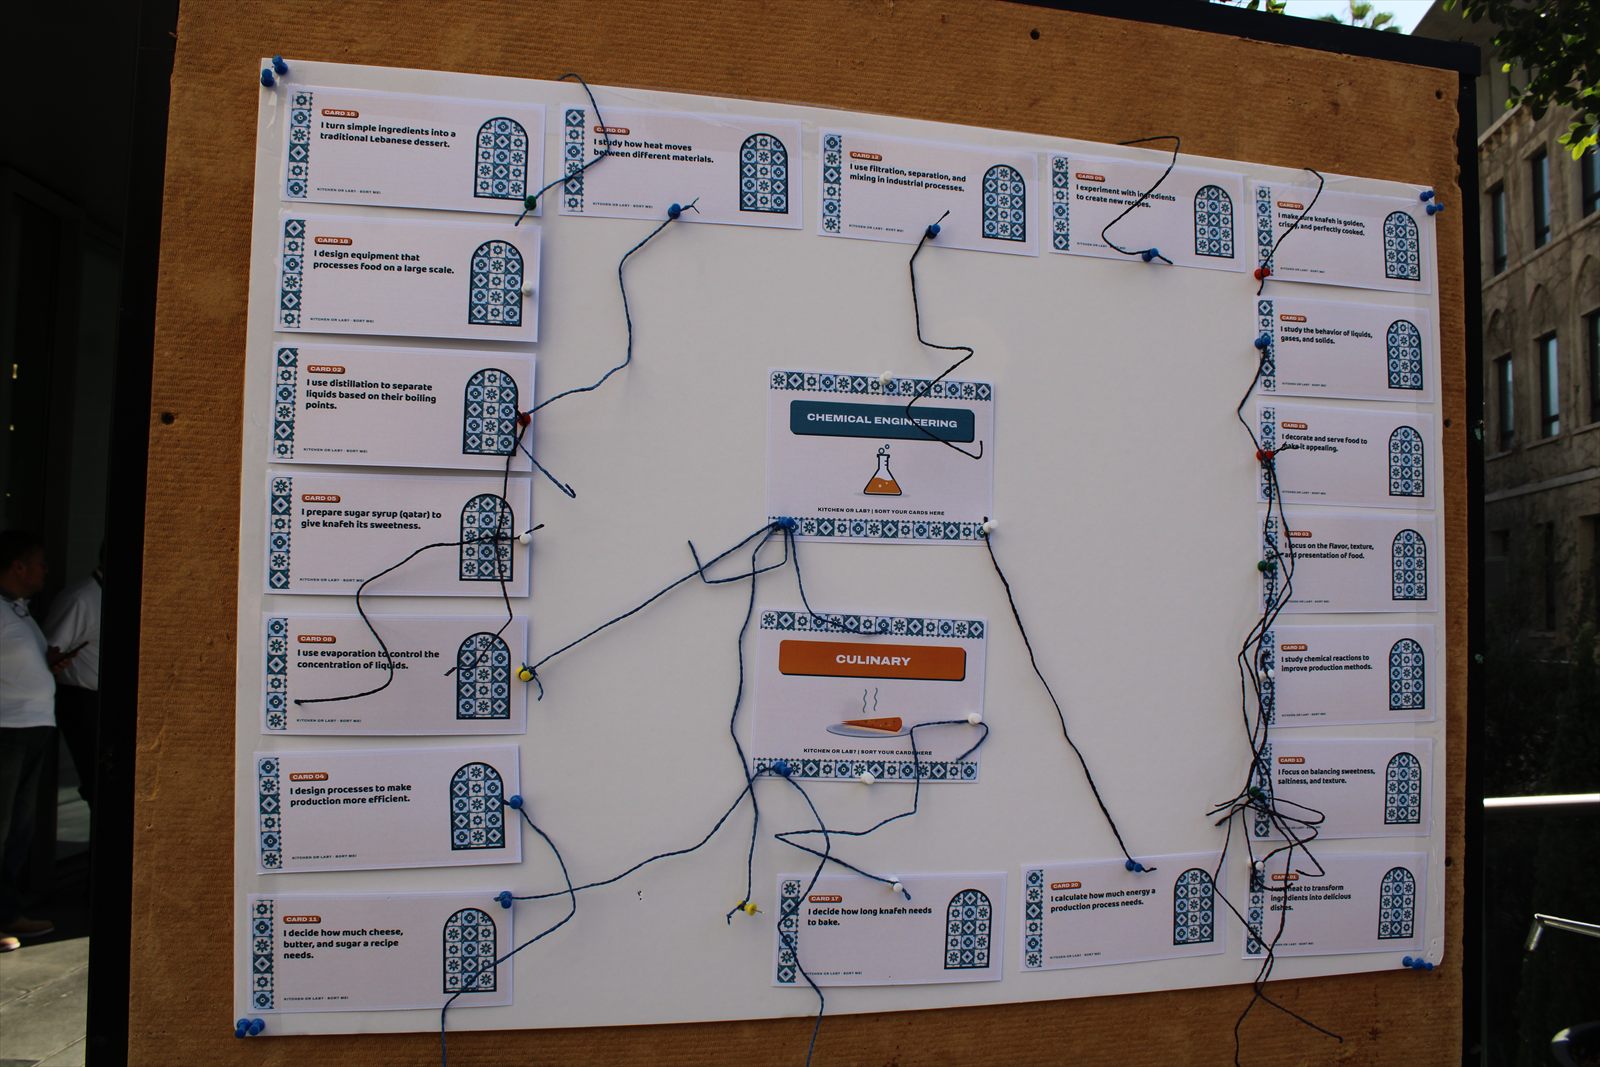 CARD 15
I turn simple ingredients into a
traditional Lebanese dessert.
KITCHEN OR LAB? - SORT ME!
I study how heat moves
between different materials.
KITCHEN OR LAB? - SORT ME!
CARD 12
I use filtration, separation, and
mixing in industrial processes.
KITCHEN OR LAB? - SORT ME!
I experiment with ingredients
to create new recipes.
KITCHEN OR LAB? - SORT ME!
CARD 07
I make sure knafeh is golden,
crispy, and perfectly cooked.
CARD 18
I design equipment that
processes food on a large scale.
KITCHEN OR LAB? - SORT ME!
CARD 10
I study the behavior of liquids,
gases, and solids.
CARD 02
I use distillation to separate
liquids based on their boiling
points.
KITCHEN OR LAB? - SORT ME!
CHEMICAL ENGINEERING
KITCHEN OR LAB? | SORT YOUR CARDS HERE
CARD 19
I decorate and serve food to
make it appealing.
CARD 05
I prepare sugar syrup (qatar) to
give knafeh its sweetness.
KITCHEN OR LAB? - SORT ME!
CARD 03
I focus on the flavor, texture,
and presentation of food.
I use evaporation to control the
concentration of liquids.
KITCHEN OR LAB? - SORT ME!
CULINARY
KITCHEN OR LAB? | SORT YOUR CARDS HERE
I study chemical reactions to
improve production methods.
CARD 04
I design processes to make
production more efficient.
KITCHEN OR LAB? - SORT ME!
I focus on balancing sweetness,
saltiness, and texture.
CARD 11
I decide how much cheese,
butter, and sugar a recipe
needs.
KITCHEN OR LAB? - SORT ME!
CARD 17
I decide how long knafeh needs
to bake.
KITCHEN OR LAB? - SORT ME!
CARD 20
I calculate how much energy a
production process needs.
KITCHEN OR LAB? - SORT ME!
CARD 01
I use heat to transform
ingredients into delicious
dishes.